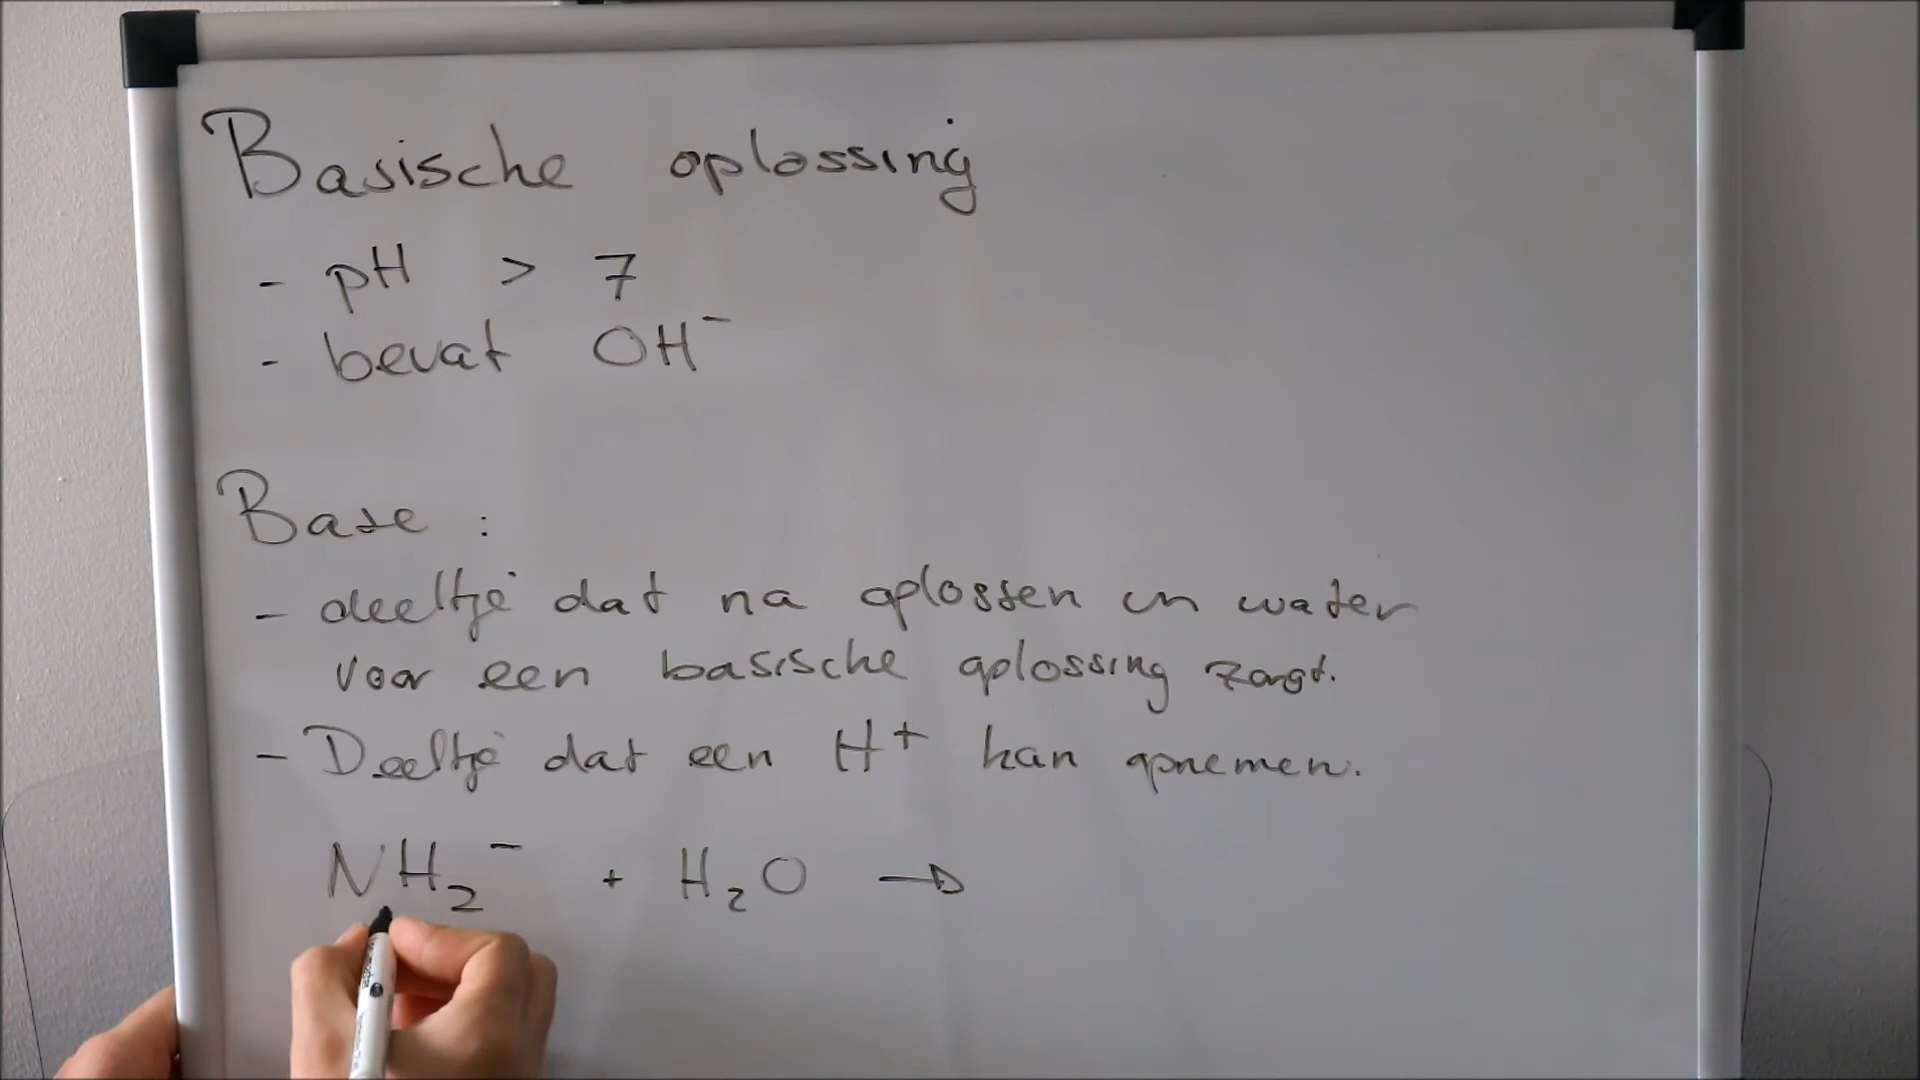 Basische oplossing
- pH > 7
- bevat OH⁻
Base :
- deeltje dat na oplossen in water
voor een basische oplossing zorgt.
- Deeltje dat een H⁺ kan opnemen.
NH₂⁻ + H₂O →